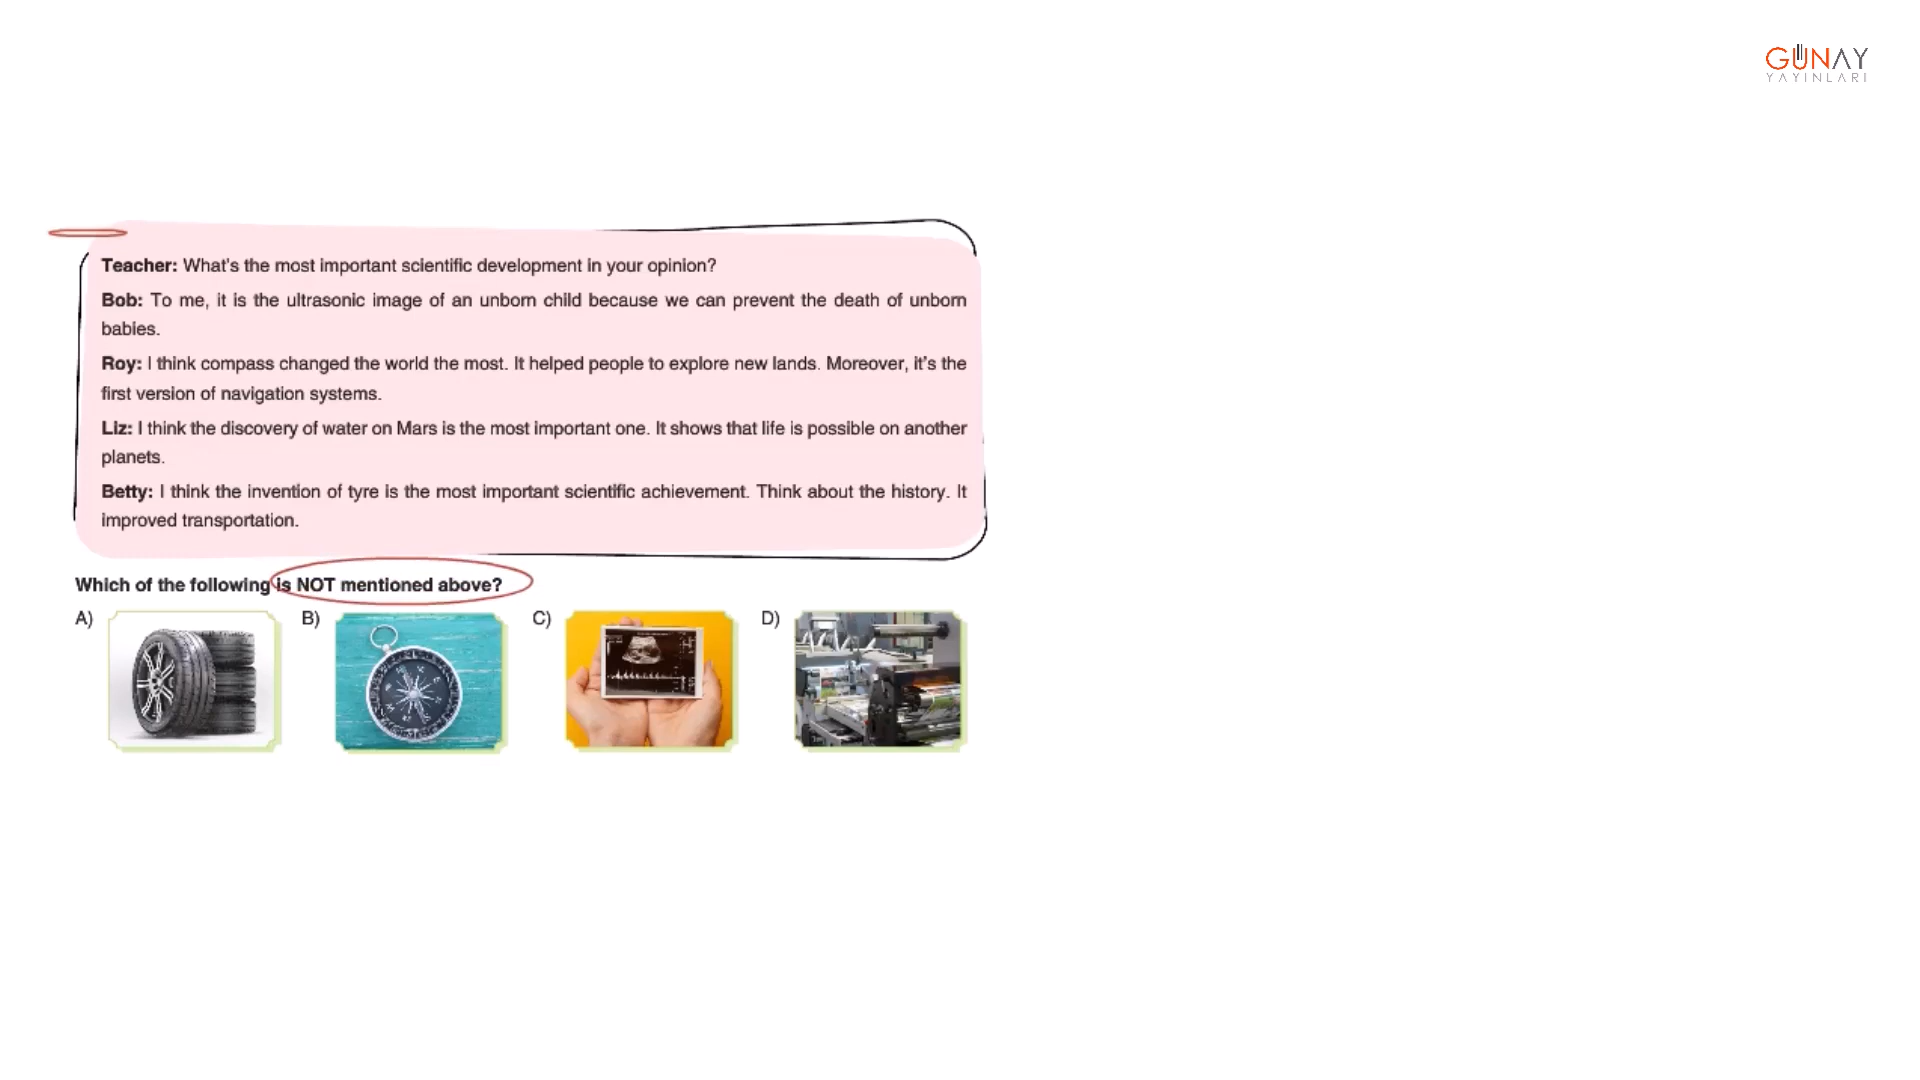 GÜNAY
YAYINLARI
Teacher: What's the most important scientific development in your opinion?
Bob: To me, it is the ultrasonic image of an unborn child because we can prevent the death of unborn
babies.
Roy: I think compass changed the world the most. It helped people to explore new lands. Moreover, it's the
first version of navigation systems.
Liz: I think the discovery of water on Mars is the most important one. It shows that life is possible on another
planets.
Betty: I think the invention of tyre is the most important scientific achievement. Think about the history. It
improved transportation.
Which of the following is NOT mentioned above?
A) B) C) D)